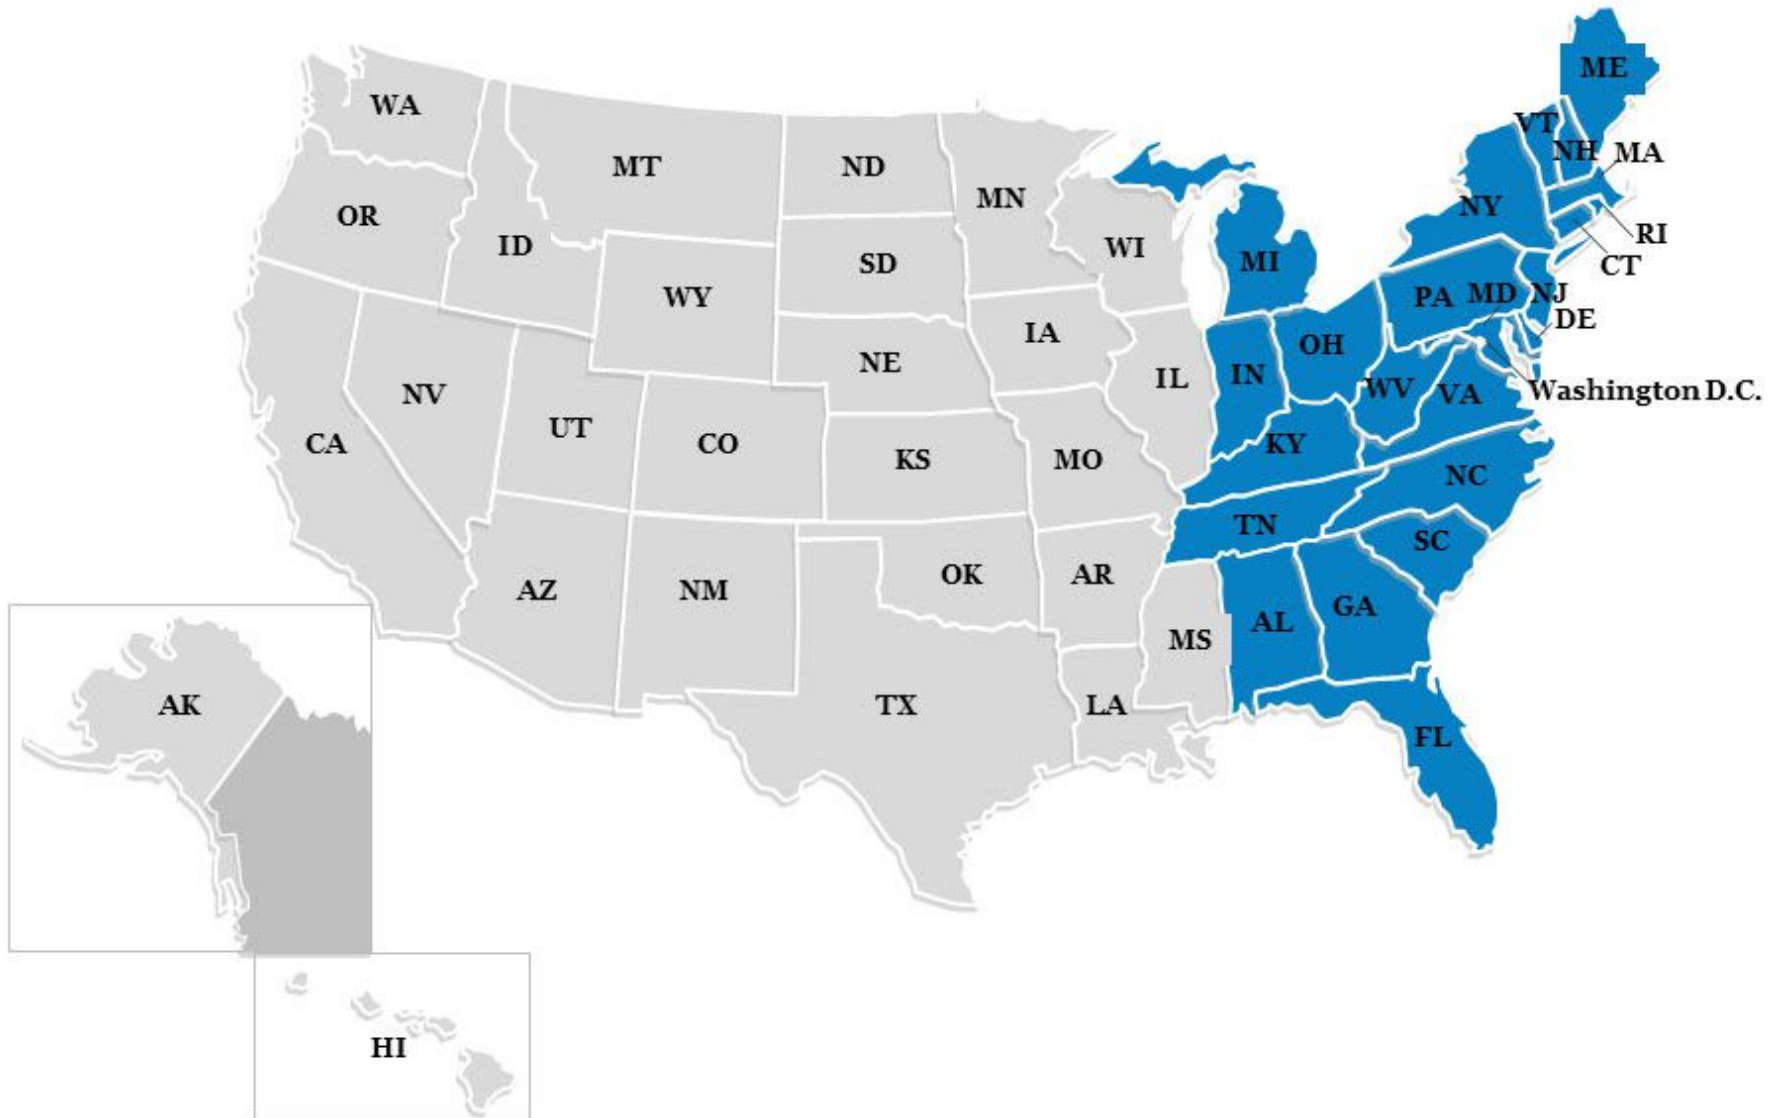 ME
WA
VT
NH
MA
MT
ND
MN
OR
NY
RI
ID
WI
MI
CT
SD
WY
PA
MD
NJ
DE
IA
OH
NE
IL
IN
WV
VA
Washington D.C.
NV
UT
CO
CA
KS
MO
KY
NC
TN
SC
AZ
NM
OK
AR
GA
AL
MS
AK
TX
LA
FL
HI